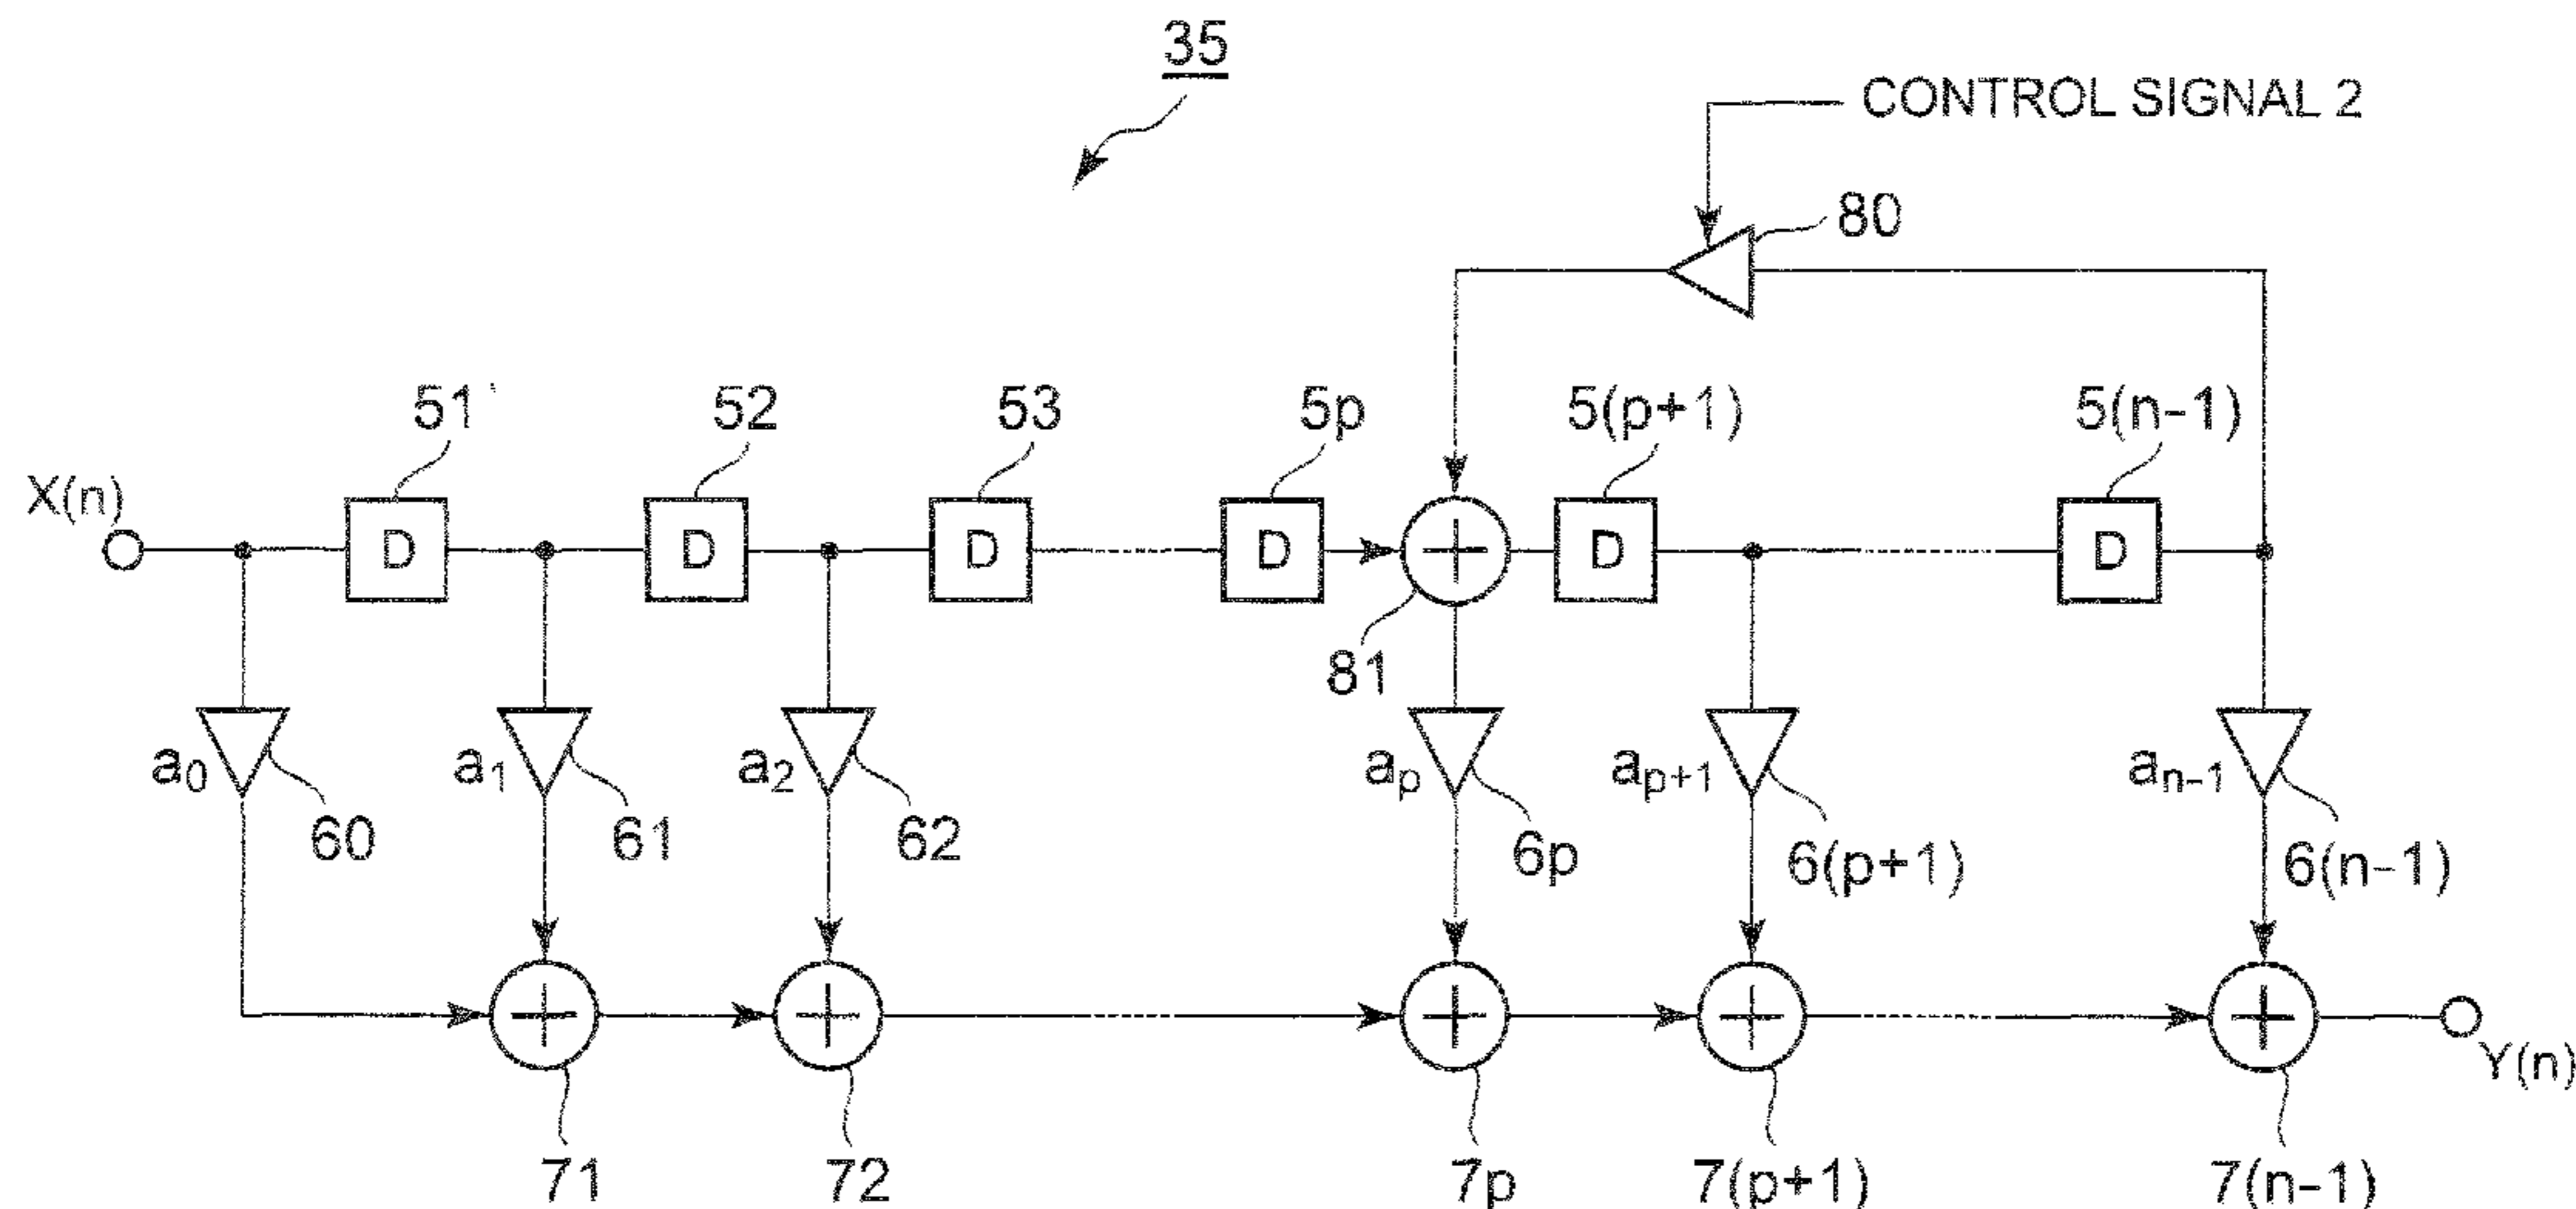 35
CONTROL SIGNAL 2
80
51
52
53
5p
5(p+1)
5(n-1)
X(n)
D
D
D
D
D
D
81
a0
a1
a2
ap
ap+1
an-1
60
61
62
6p
6(p+1)
6(n-1)
Y(n)
71
72
7p
7(p+1)
7(n-1)